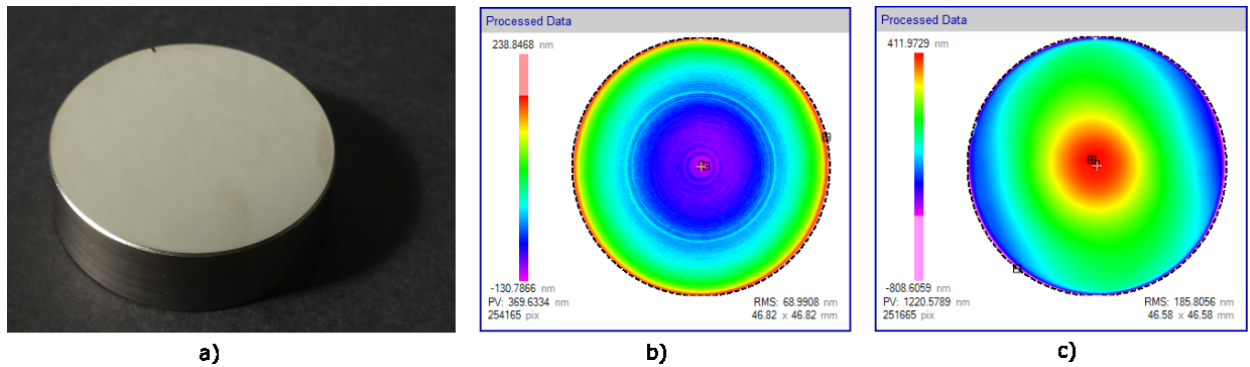 Processed Data
238.8468 nm
-130.7866 nm
PV: 369.6334 nm
RMS: 68.9908 nm
254165 pix
46.82 x 46.82 mm
Processed Data
411.9729 nm
-808.6059 nm
PV: 1220.5789 nm
RMS: 185.8056 nm
251665 pix
46.58 x 46.58 mm
a)
b)
c)